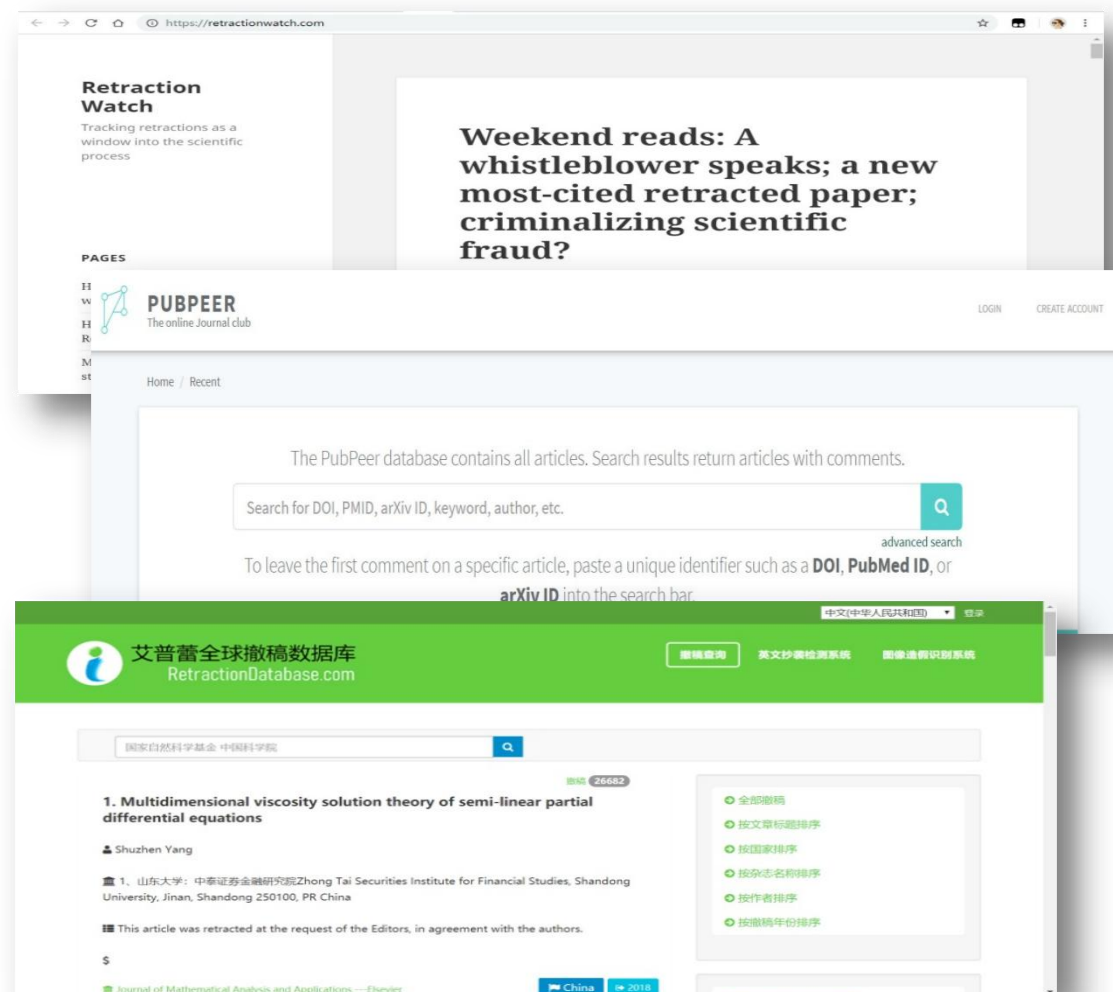 https://retractionwatch.com
Retraction
Watch
Tracking retractions as a
window into the scientific
process
Weekend reads: A
whistleblower speaks; a new
most-cited retracted paper;
criminalizing scientific
fraud?
PAGES
H
w
H
R
M
st
PUBPEER
The online Journal club
LOGIN
CREATE ACCOUNT
Home / Recent
The PubPeer database contains all articles. Search results return articles with comments.
Search for DOI, PMID, arXiv ID, keyword, author, etc.
advanced search
To leave the first comment on a specific article, paste a unique identifier such as a DOI, PubMed ID, or
arXiv ID into the search bar.
中文(中华人民共和国)
登录
艾普蕾全球撤稿数据库
RetractionDatabase.com
撤稿查询
英文抄袭检测系统
图像造假识别系统
国家自然科学基金 中国科学院
撤稿 26682
1. Multidimensional viscosity solution theory of semi-linear partial
differential equations
Shuzhen Yang
1、山东大学：中泰证券金融研究院Zhong Tai Securities Institute for Financial Studies, Shandong
University, Jinan, Shandong 250100, PR China
This article was retracted at the request of the Editors, in agreement with the authors.
$
Journal of Mathematical Analysis and Applications ---Elsevier
China
2018
全部撤稿
按文章标题排序
按国家排序
按杂志名称排序
按作者排序
按撤稿年份排序